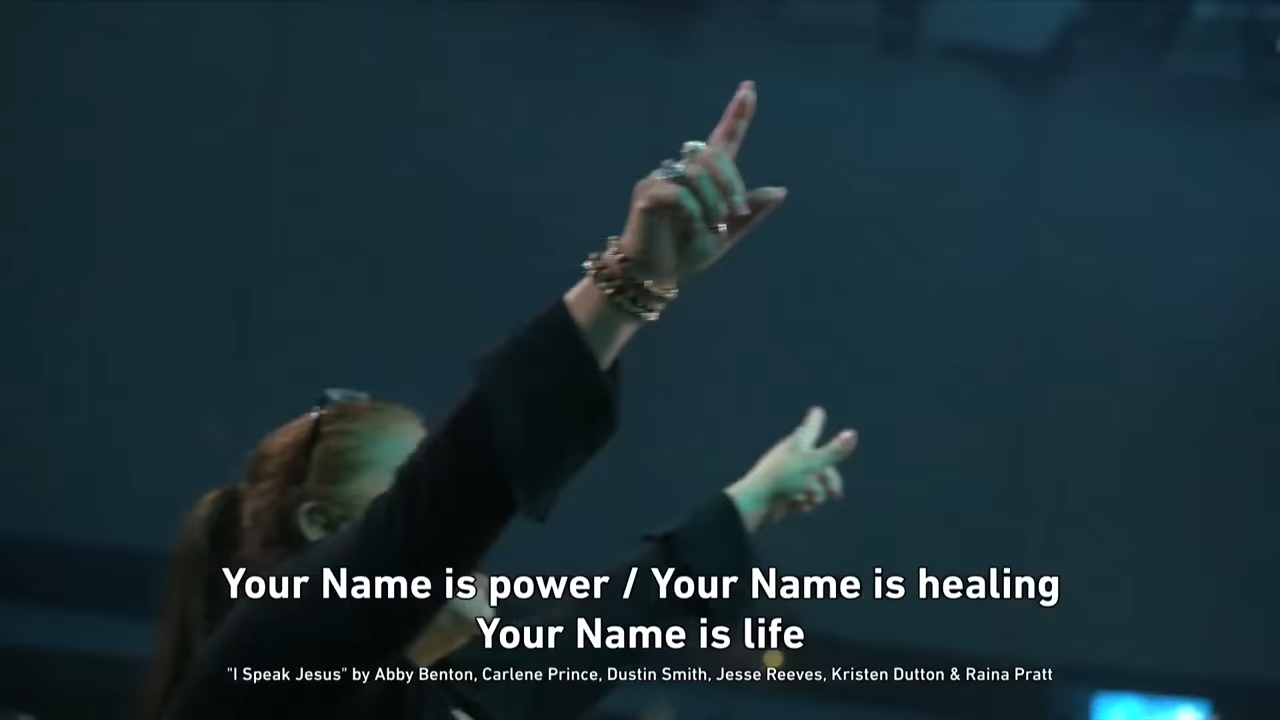 Your Name is power / Your Name is healing
Your Name is life
"I Speak Jesus" by Abby Benton, Carlene Prince, Dustin Smith, Jesse Reeves, Kristen Dutton & Raina Pratt